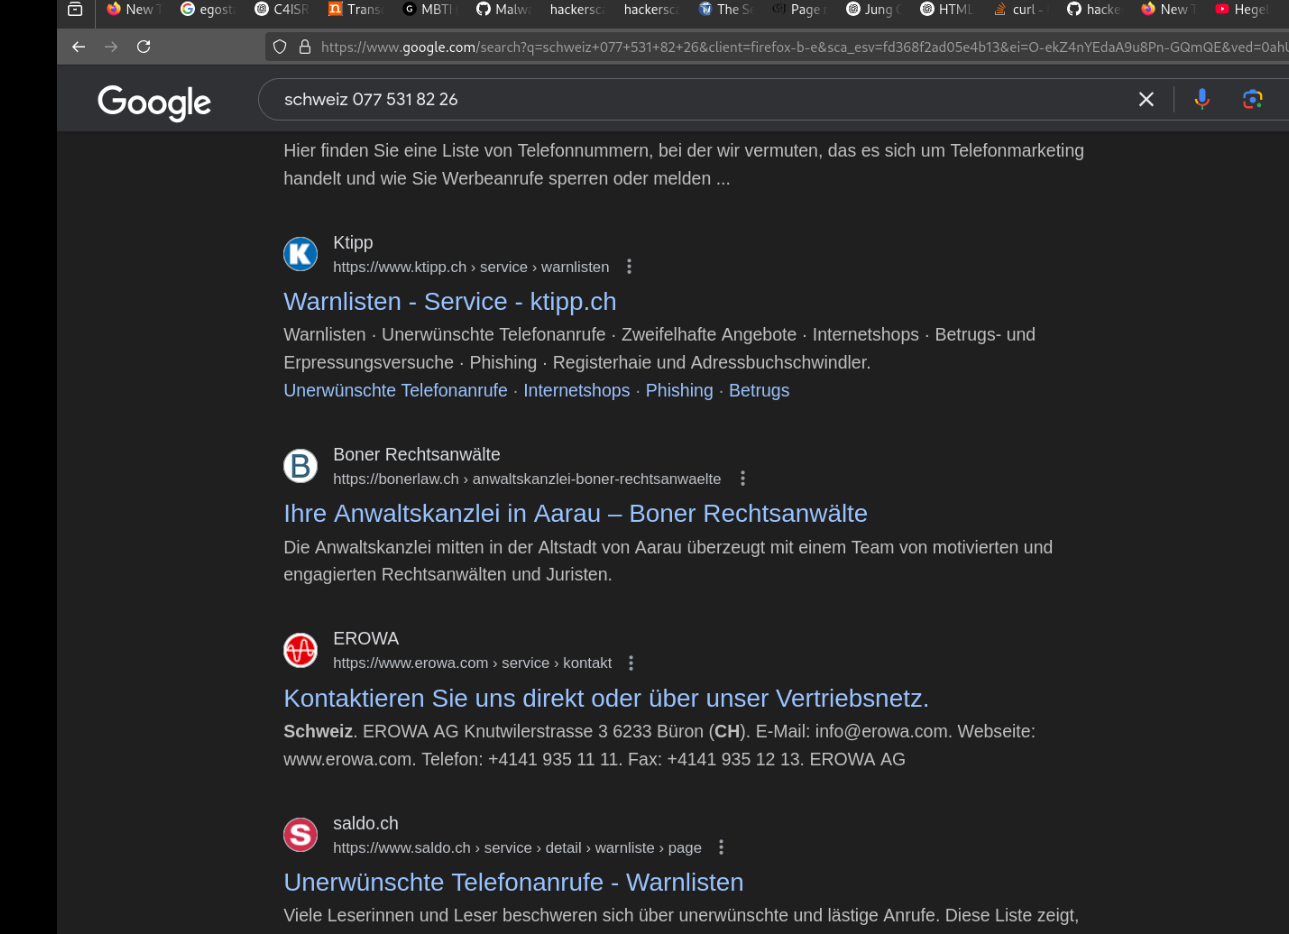 New T
egost
C4ISR
Trans
MBTI
Malwa
hackersca
hackersca
The S
Page n
Jung
HTML
curl -
hacke
New T
Hegel
https://www.google.com/search?q=schweiz+077+531+82+26&client=firefox-b-e&sca_esv=fd368f2ad05e4b13&ei=O-ekZ4nYEdaA9u8Pn-GQmQE&ved=0ahU
Google
schweiz 077 531 82 26
Hier finden Sie eine Liste von Telefonnummern, bei der wir vermuten, das es sich um Telefonmarketing
handelt und wie Sie Werbeanrufe sperren oder melden ...
Ktipp
https://www.ktipp.ch › service › warnlisten
Warnlisten - Service - ktipp.ch
Warnlisten · Unerwünschte Telefonanrufe · Zweifelhafte Angebote · Internetshops · Betrugs- und
Erpressungsversuche · Phishing · Registerhaie und Adressbuchschwindler.
Unerwünschte Telefonanrufe · Internetshops · Phishing · Betrugs
Boner Rechtsanwälte
https://bonerlaw.ch › anwaltskanzlei-boner-rechtsanwaelte
Ihre Anwaltskanzlei in Aarau – Boner Rechtsanwälte
Die Anwaltskanzlei mitten in der Altstadt von Aarau überzeugt mit einem Team von motivierten und
engagierten Rechtsanwälten und Juristen.
EROWA
https://www.erowa.com › service › kontakt
Kontaktieren Sie uns direkt oder über unser Vertriebsnetz.
Schweiz. EROWA AG Knutwilerstrasse 3 6233 Büron (CH). E-Mail: info@erowa.com. Webseite:
www.erowa.com. Telefon: +4141 935 11 11. Fax: +4141 935 12 13. EROWA AG
saldo.ch
https://www.saldo.ch › service › detail › warnliste › page
Unerwünschte Telefonanrufe - Warnlisten
Viele Leserinnen und Leser beschweren sich über unerwünschte und lästige Anrufe. Diese Liste zeigt,